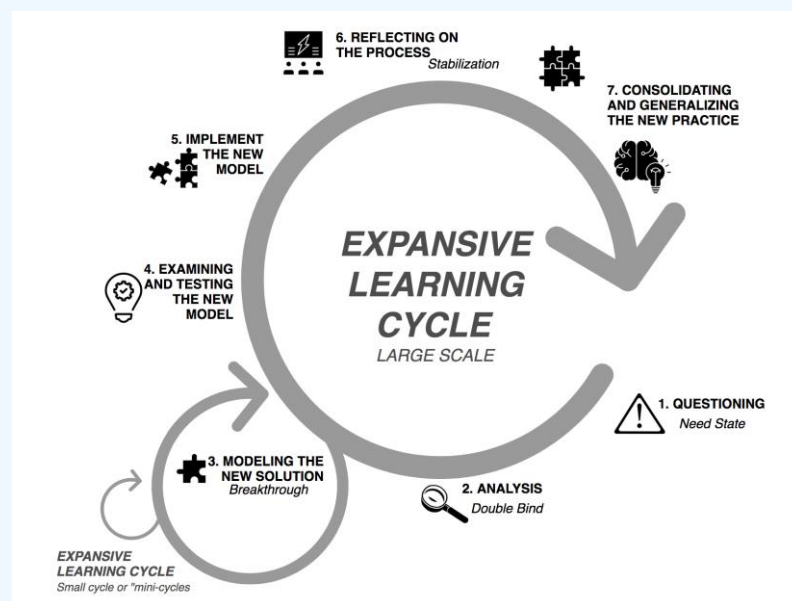 6. REFLECTING ON
THE PROCESS
Stabilization
7. CONSOLIDATING
AND GENERALIZING
THE NEW PRACTICE
5. IMPLEMENT
THE NEW
MODEL
EXPANSIVE
LEARNING
CYCLE
LARGE SCALE
4. EXAMINING
AND TESTING
THE NEW
MODEL
1. QUESTIONING
Need State
3. MODELING THE
NEW SOLUTION
Breakthrough
2. ANALYSIS
Double Bind
EXPANSIVE
LEARNING CYCLE
Small cycle or "mini-cycles